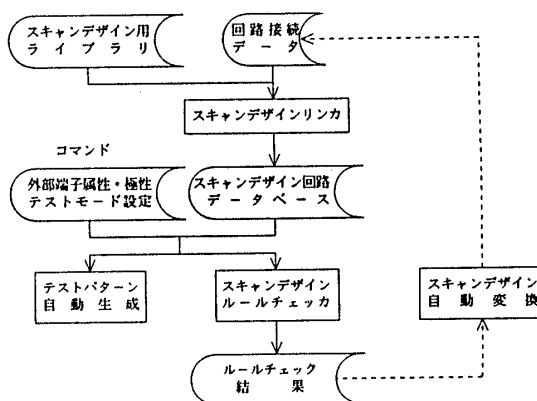 スキャンデザイン用
ライブラリ
回路接続
データ
スキャンデザインリンカ
コマンド
外部端子属性・極性
テストモード設定
スキャンデザイン回路
データベース
テストパターン
自動生成
スキャンデザイン
ルールチェッカ
スキャンデザイン
自動変換
ルールチェック
結果